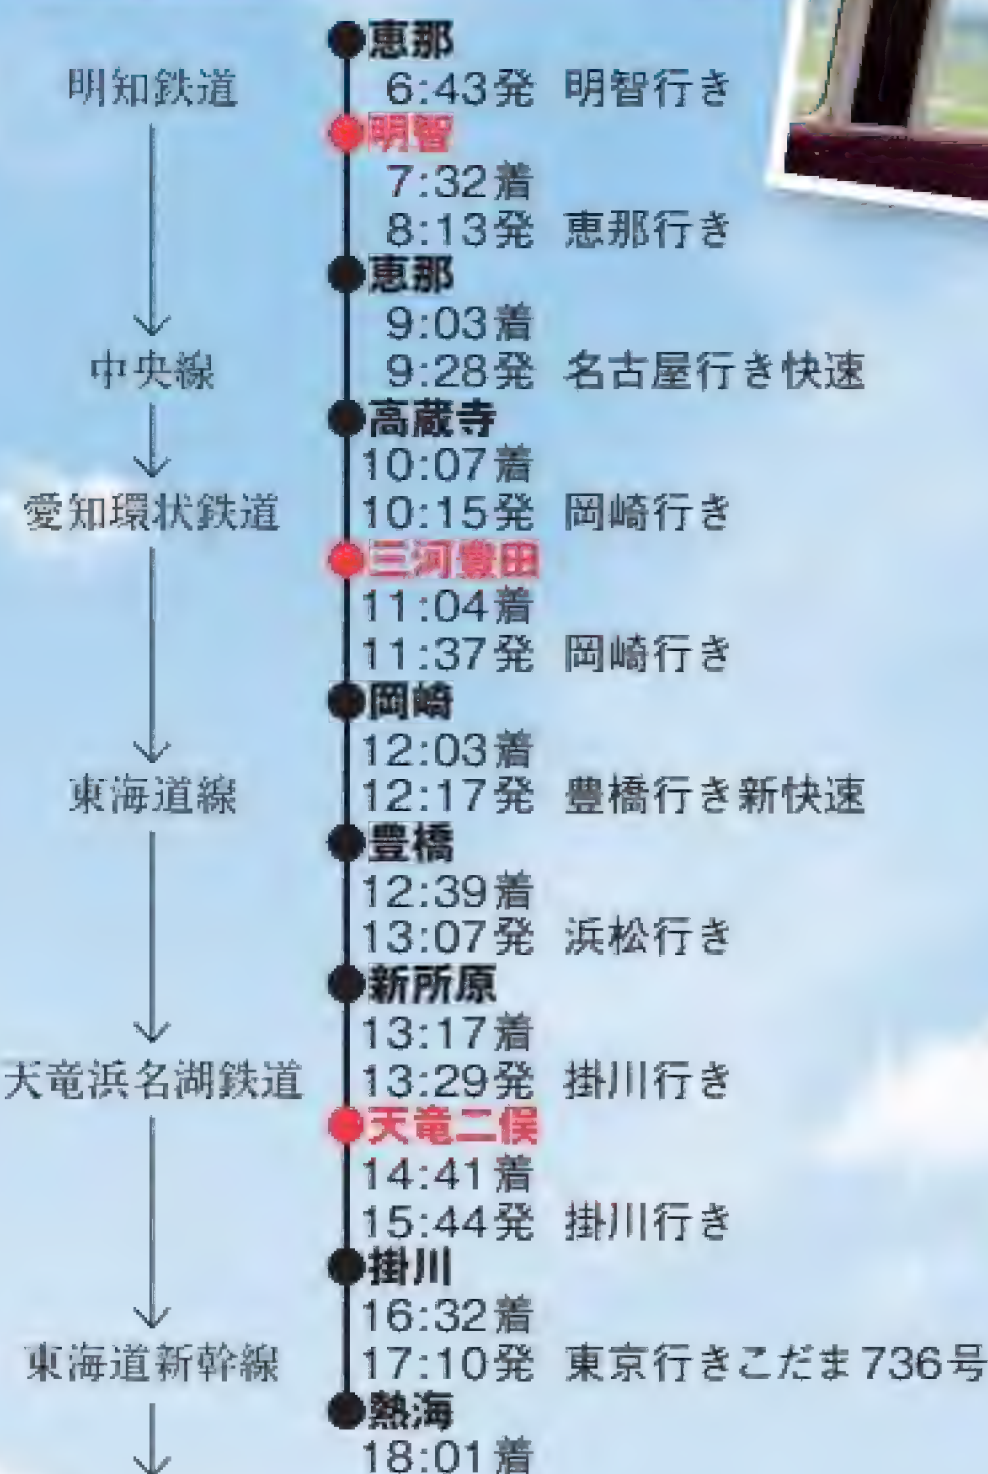 恵那
明知鉄道
6:43発 明智行き
明智
7:32着
8:13発 恵那行き
恵那
9:03着
中央線
9:28発 名古屋行き快速
高蔵寺
10:07着
愛知環状鉄道
10:15発 岡崎行き
三河豊田
11:04着
11:37発 岡崎行き
岡崎
12:03着
東海道線
12:17発 豊橋行き新快速
豊橋
12:39着
13:07発 浜松行き
新所原
13:17着
天竜浜名湖鉄道
13:29発 掛川行き
天竜二俣
14:41着
15:44発 掛川行き
掛川
16:32着
東海道新幹線
17:10発 東京行きこだま736号
熱海
18:01着